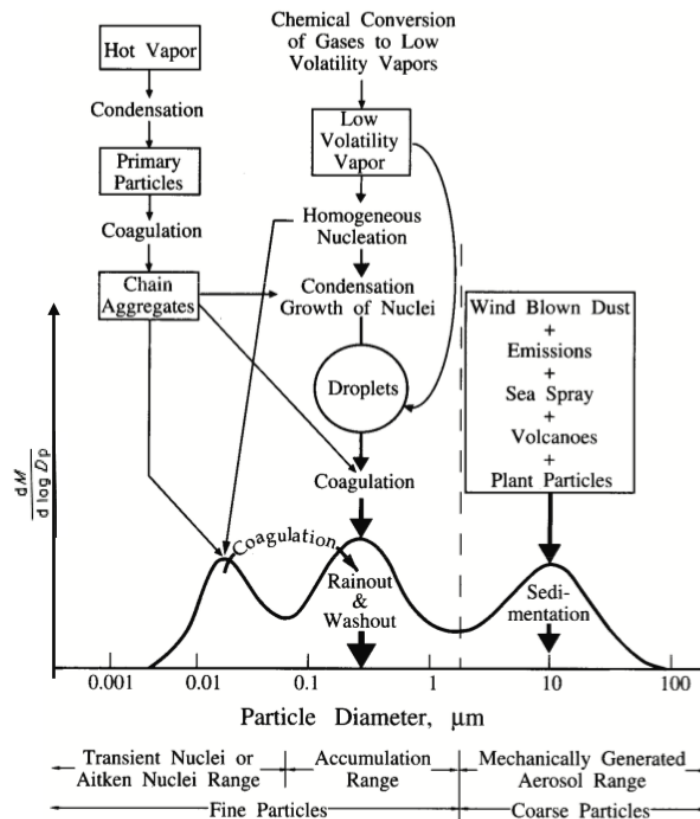 Hot Vapor
Condensation
Primary
Particles
Coagulation
Chain
Aggregates
Chemical Conversion
of Gases to Low
Volatility Vapors
Low
Volatility
Vapor
Homogeneous
Nucleation
Condensation
Growth of Nuclei
Droplets
Coagulation
Wind Blown Dust
+
Emissions
+
Sea Spray
+
Volcanoes
+
Plant Particles
dM
d log Dp
Coagulation
Rainout
&
Washout
Sedi-
mentation
0.001 0.01 0.1 1 10 100
Particle Diameter, μm
Transient Nuclei or
Aitken Nuclei Range
Accumulation
Range
Mechanically Generated
Aerosol Range
Fine Particles
Coarse Particles